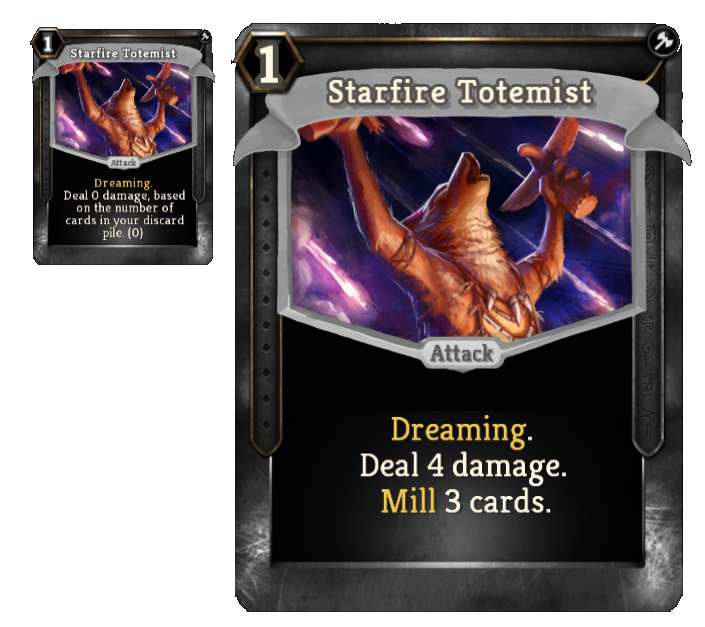 1
Starfire Totemist
Attack
Dreaming.
Deal 0 damage, based
on the number of
cards in your discard
pile. (0)
1
Starfire Totemist
Attack
Dreaming.
Deal 4 damage.
Mill 3 cards.